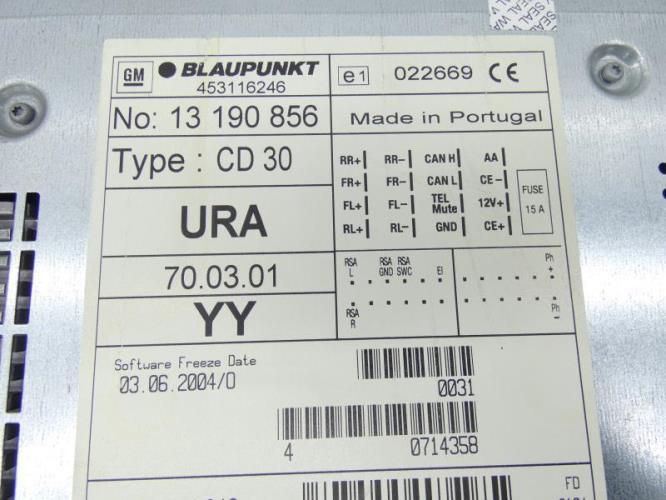 GM BLAUPUNKT
453116246
e1 022669 CE
No: 13 190 856
Made in Portugal
Type : CD 30
RR+ RR- CAN H AA
FR+ FR- CAN L CE-
FL+ FL- TEL Mute 12V+
RL+ RL- GND CE+
FUSE
15 A
URA
70.03.01
RSA L RSA GND RSA SWC El Ph +
RSA R Ph -
YY
Software Freeze Date
03.06.2004/0
0031
4 0714358
FD